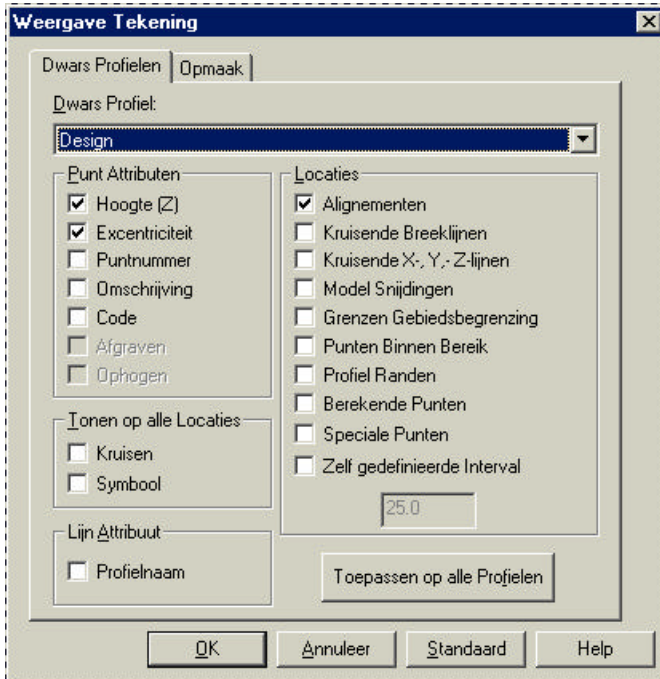 Weergave Tekening
Dwars Profielen
Opmaak
Dwars Profiel:
Design
Punt Attributen
Hoogte (Z)
Excentriciteit
Puntnummer
Omschrijving
Code
Afgraven
Ophogen
Tonen op alle Locaties
Kruisen
Symbool
Lijn Attribuut
Profielnaam
Locaties
Alignementen
Kruisende Breeklijnen
Kruisende X-, Y,- Z-lijnen
Model Snijdingen
Grenzen Gebiedsbegrenzing
Punten Binnen Bereik
Profiel Randen
Berekende Punten
Speciale Punten
Zelf gedefinieerde Interval
25.0
Toepassen op alle Profielen
OK
Annuleer
Standaard
Help